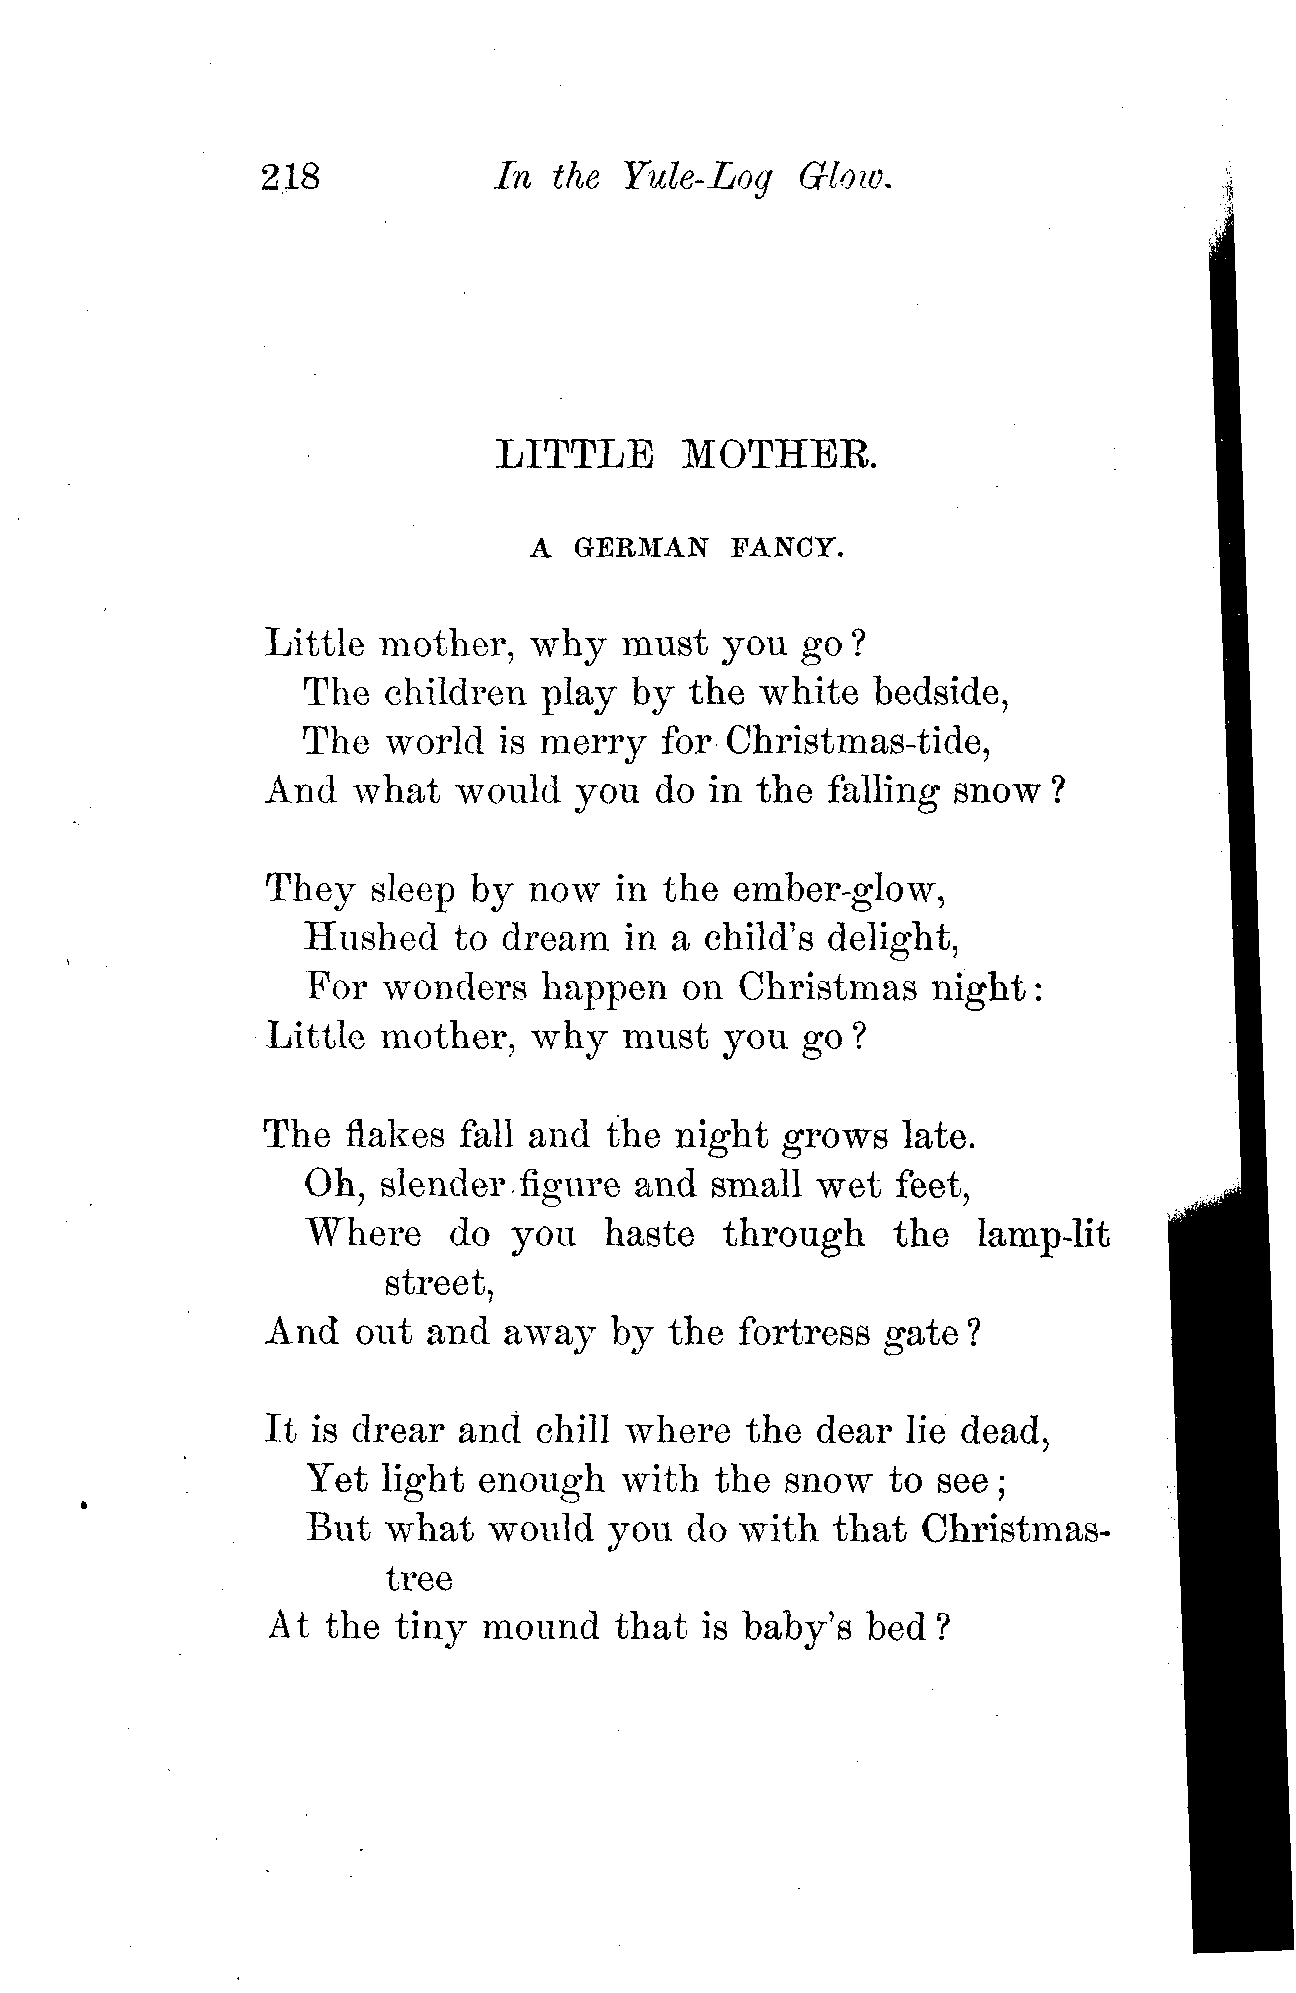 218 In the Yule-Log Glow.
LITTLE MOTHER.
A GERMAN FANCY.
Little mother, why must you go?
The children play by the white bedside,
The world is merry for Christmas-tide,
And what would you do in the falling snow?
They sleep by now in the ember-glow,
Hushed to dream in a child's delight,
For wonders happen on Christmas night:
Little mother, why must you go?
The flakes fall and the night grows late.
Oh, slender figure and small wet feet,
Where do you haste through the lamp-lit
street,
And out and away by the fortress gate?
It is drear and chill where the dear lie dead,
Yet light enough with the snow to see;
But what would you do with that Christmas-
tree
At the tiny mound that is baby's bed?